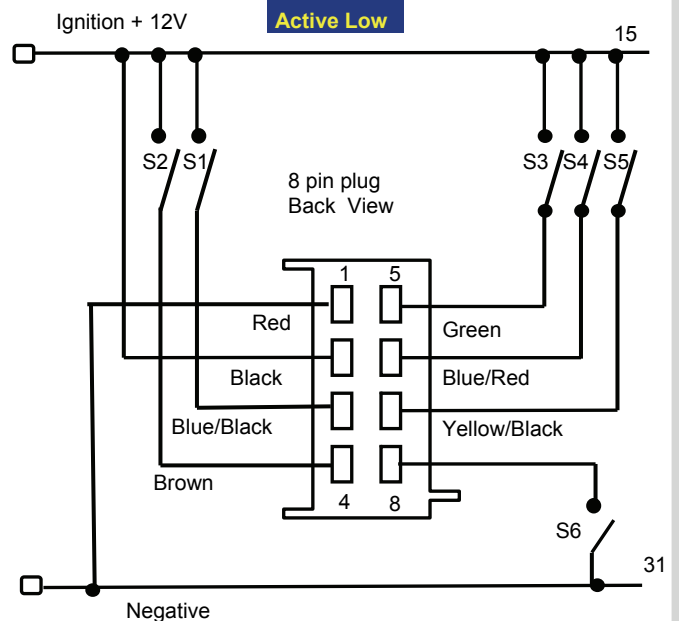 Ignition + 12V
Active Low
15
S2
S1
S3
S4
S5
8 pin plug
Back View
1
5
Red
Green
Black
Blue/Red
Blue/Black
Yellow/Black
Brown
4
8
S6
31
Negative